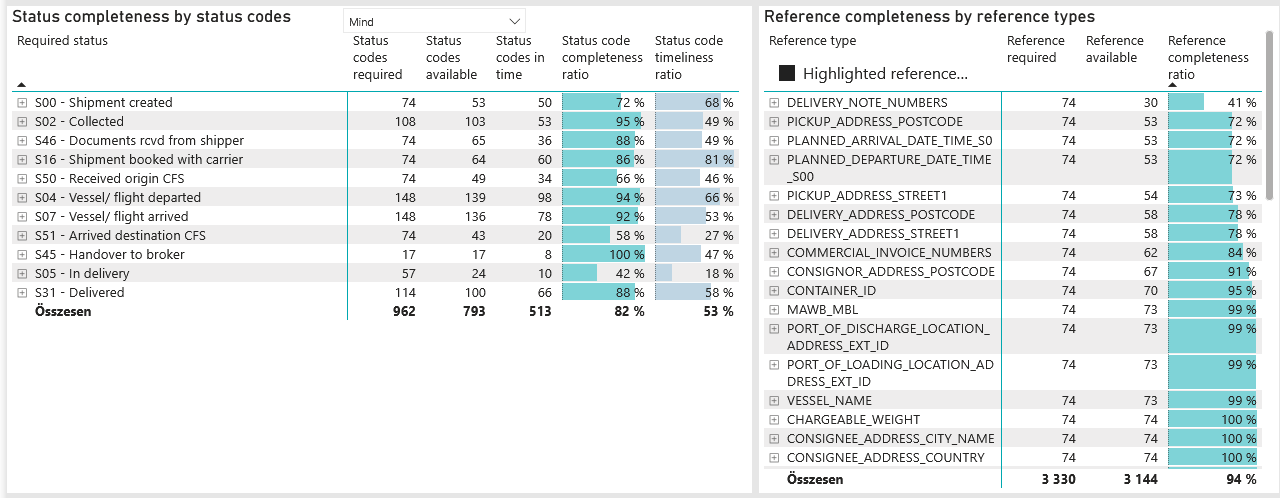 Status completeness by status codes
Mind
Required status
Status codes required
Status codes available
Status codes in time
Status code completeness ratio
Status code timeliness ratio
S00 - Shipment created 74 53 50 72 % 68 %
S02 - Collected 108 103 53 95 % 49 %
S46 - Documents rcvd from shipper 74 65 36 88 % 49 %
S16 - Shipment booked with carrier 74 64 60 86 % 81 %
S50 - Received origin CFS 74 49 34 66 % 46 %
S04 - Vessel/ flight departed 148 139 98 94 % 66 %
S07 - Vessel/ flight arrived 148 136 78 92 % 53 %
S51 - Arrived destination CFS 74 43 20 58 % 27 %
S45 - Handover to broker 17 17 8 100 % 47 %
S05 - In delivery 57 24 10 42 % 18 %
S31 - Delivered 114 100 66 88 % 58 %
Összesen 962 793 513 82 % 53 %
Reference completeness by reference types
Reference type
Reference required
Reference available
Reference completeness ratio
Highlighted reference...
DELIVERY_NOTE_NUMBERS 74 30 41 %
PICKUP_ADDRESS_POSTCODE 74 53 72 %
PLANNED_ARRIVAL_DATE_TIME_S0 74 53 72 %
PLANNED_DEPARTURE_DATE_TIME 74 53 72 %
_S00
PICKUP_ADDRESS_STREET1 74 54 73 %
DELIVERY_ADDRESS_POSTCODE 74 58 78 %
DELIVERY_ADDRESS_STREET1 74 58 78 %
COMMERCIAL_INVOICE_NUMBERS 74 62 84 %
CONSIGNOR_ADDRESS_POSTCODE 74 67 91 %
CONTAINER_ID 74 70 95 %
MAWB_MBL 74 73 99 %
PORT_OF_DISCHARGE_LOCATION_ 74 73 99 %
ADDRESS_EXT_ID
PORT_OF_LOADING_LOCATION_AD 74 73 99 %
DRESS_EXT_ID
VESSEL_NAME 74 73 99 %
CHARGEABLE_WEIGHT 74 74 100 %
CONSIGNEE_ADDRESS_CITY_NAME 74 74 100 %
CONSIGNEE_ADDRESS_COUNTRY 74 74 100 %
Összesen 3 330 3 144 94 %